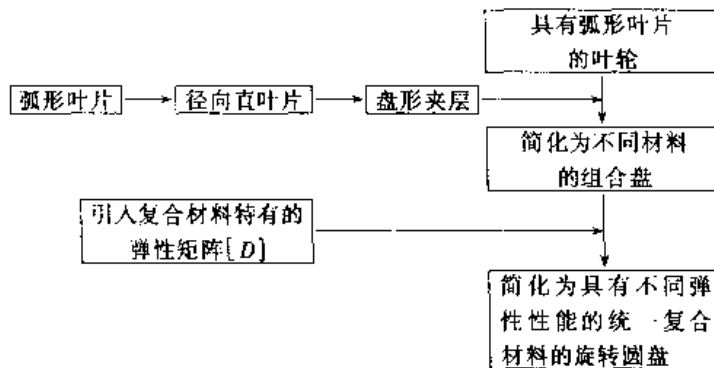 具有弧形叶片
的叶轮
弧形叶片
径向直叶片
盘形夹层
简化为不同材料
的组合盘
引入复合材料特有的
弹性矩阵[D]
简化为具有不同弹
性性能的统一复合
材料的旋转圆盘